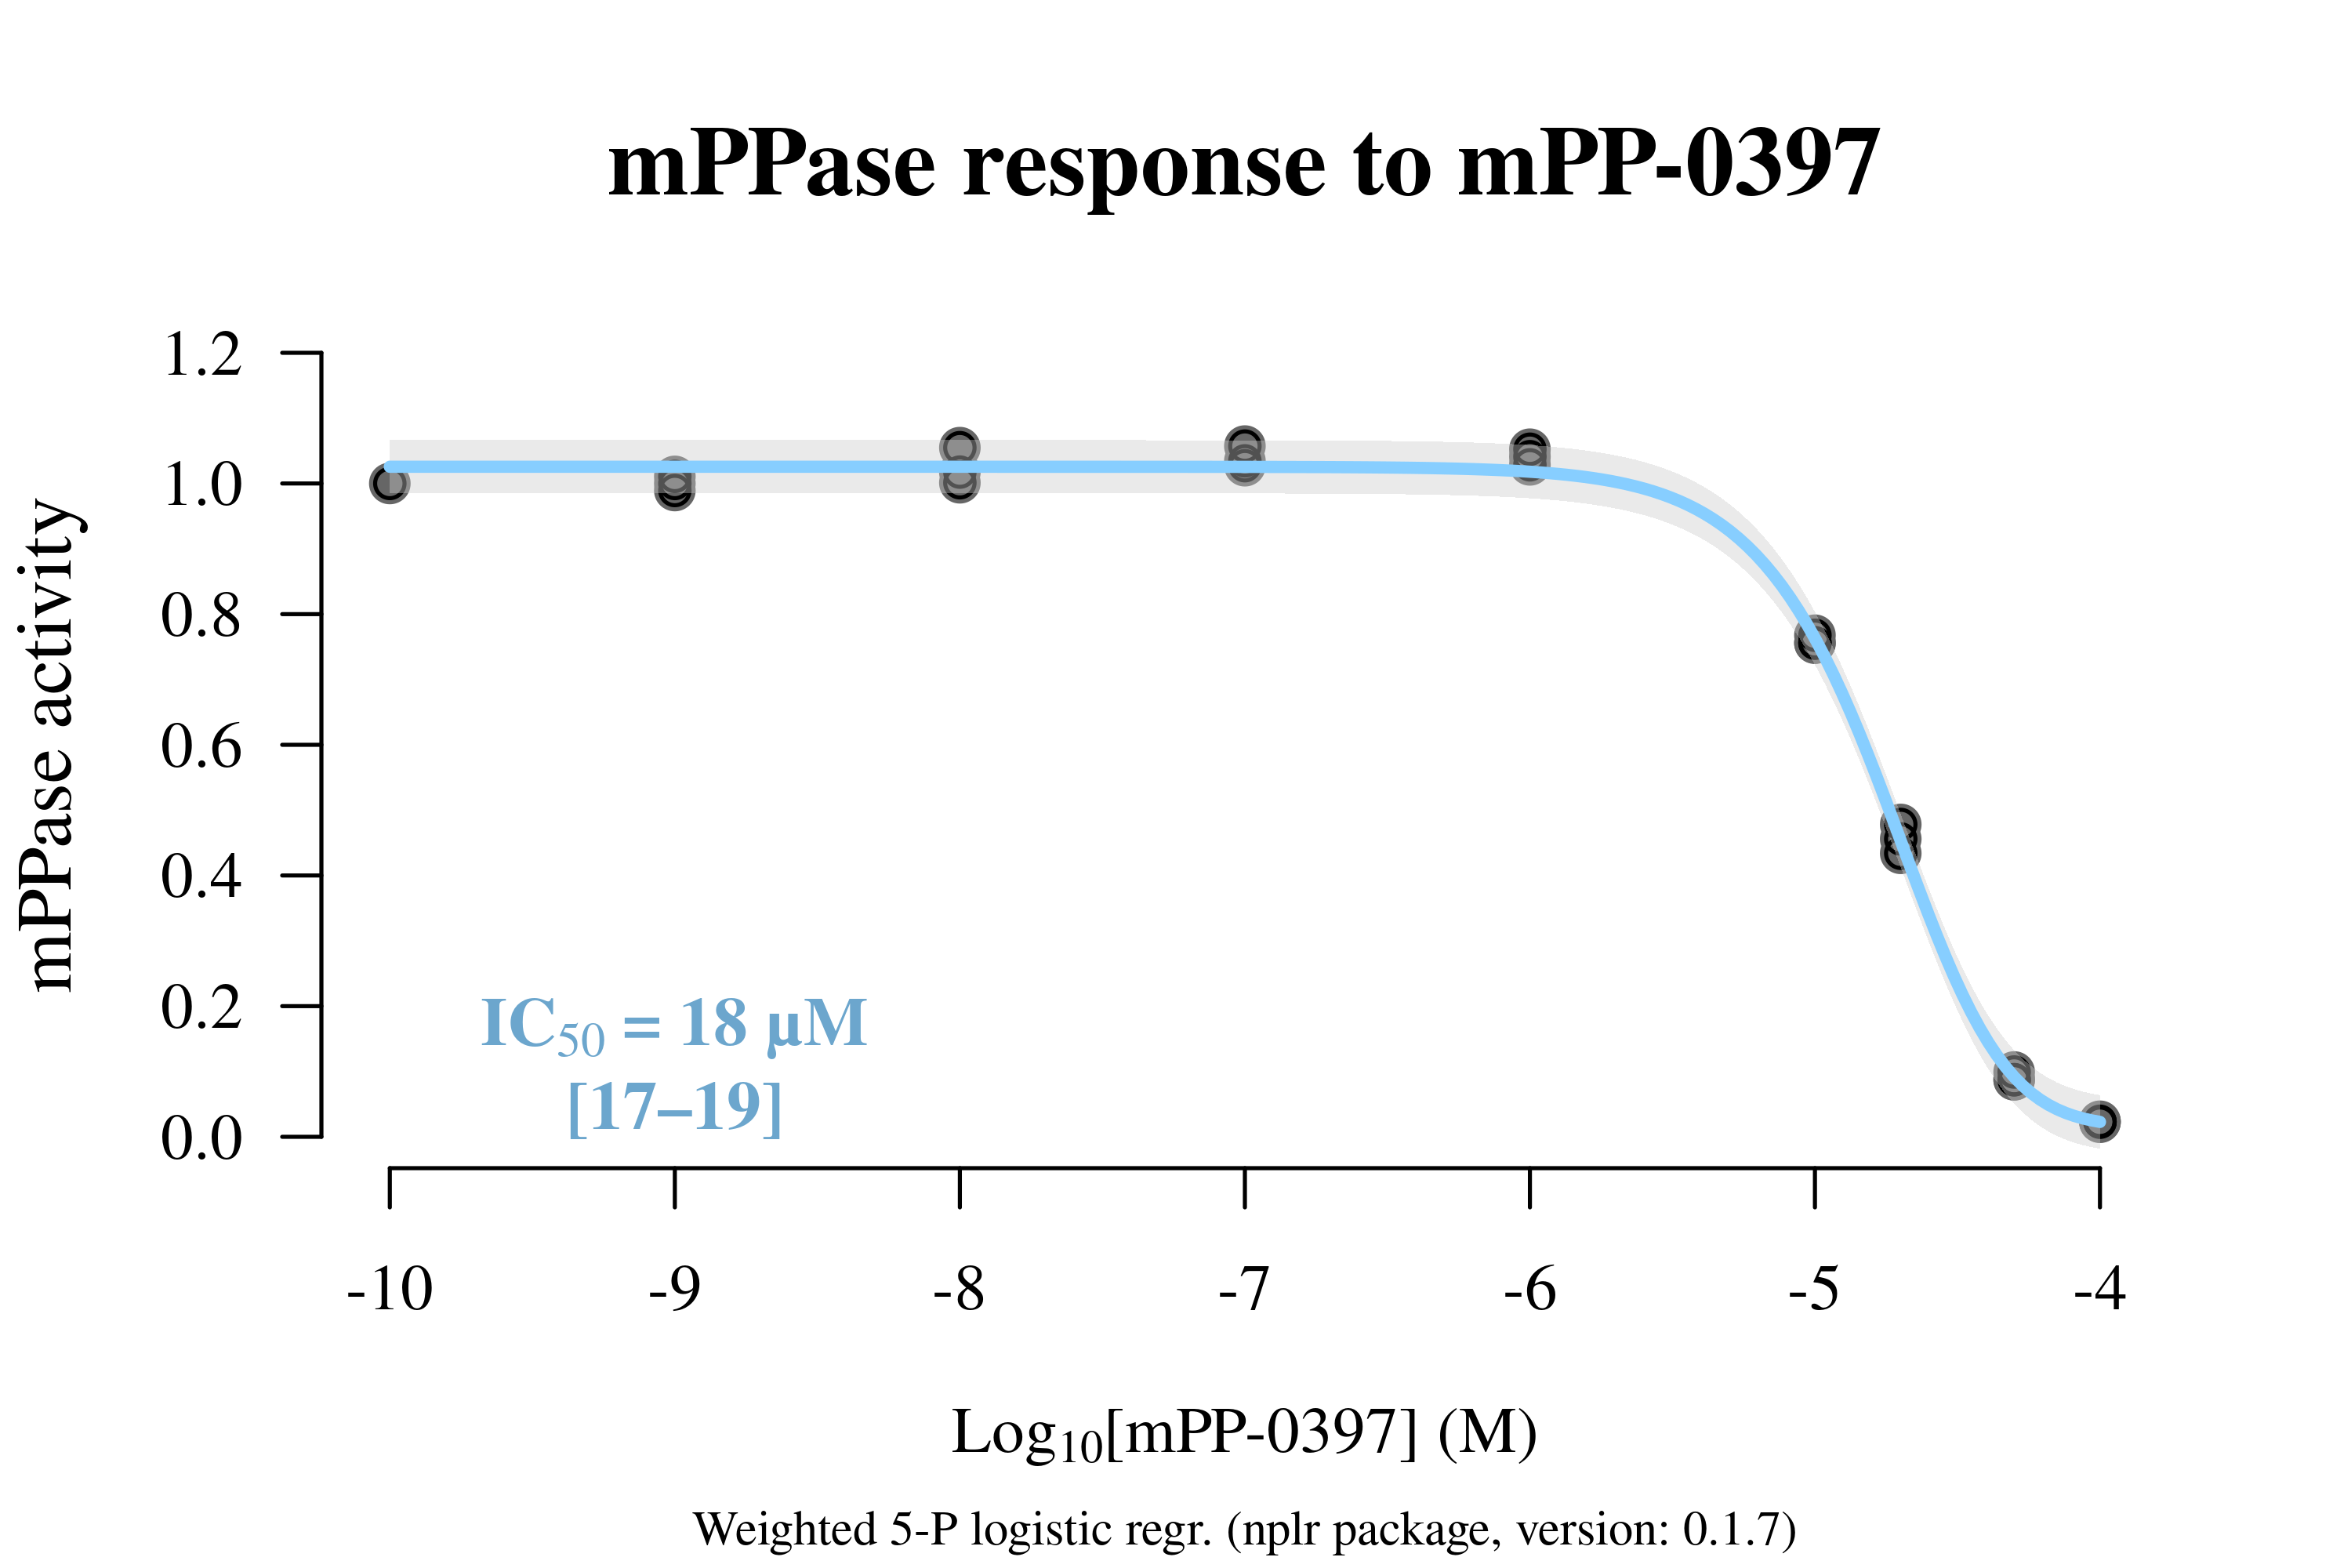 mPPase response to mPP-0397
mPPase activity
1.2
1.0
0.8
0.6
0.4
0.2
0.0
IC50 = 18 µM
[17–19]
-10 -9 -8 -7 -6 -5 -4
Log10[mPP-0397] (M)
Weighted 5-P logistic regr. (nplr package, version: 0.1.7)